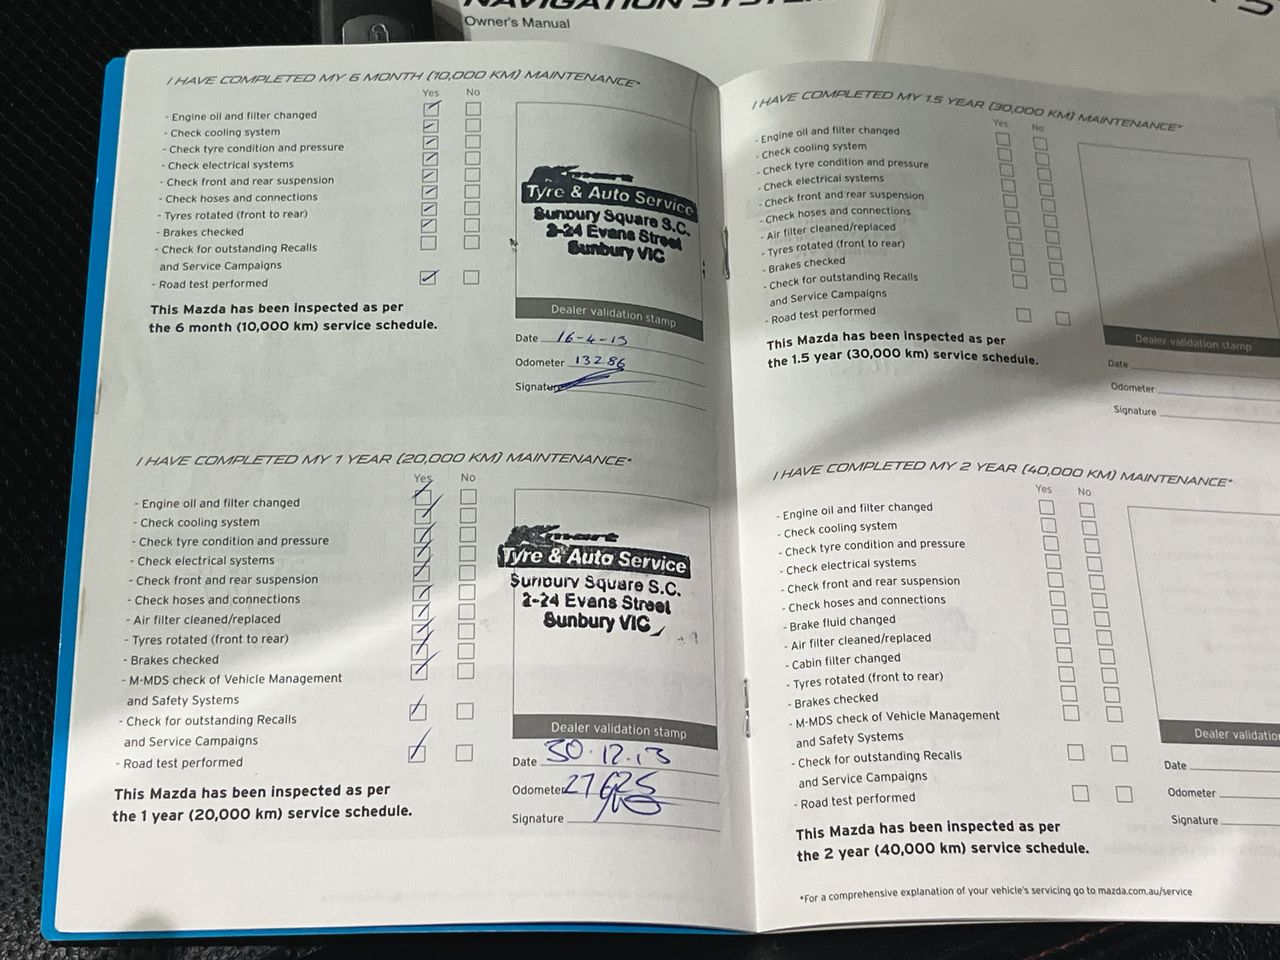 NAVIGATION SYSTEM
Owner's Manual
I HAVE COMPLETED MY 6 MONTH (10,000 KM) MAINTENANCE*
Yes No
- Engine oil and filter changed
- Check cooling system
- Check tyre condition and pressure
- Check electrical systems
- Check front and rear suspension
- Check hoses and connections
- Tyres rotated (front to rear)
- Brakes checked
- Check for outstanding Recalls
and Service Campaigns
- Road test performed
This Mazda has been inspected as per
the 6 month (10,000 km) service schedule.
Kmart
Tyre & Auto Service
Sunbury Square S.C.
2-24 Evans Street
Sunbury VIC
Dealer validation stamp
Date 16-4-13
Odometer 13286
Signature
I HAVE COMPLETED MY 1 YEAR (20,000 KM) MAINTENANCE*
Yes No
- Engine oil and filter changed
- Check cooling system
- Check tyre condition and pressure
- Check electrical systems
- Check front and rear suspension
- Check hoses and connections
- Air filter cleaned/replaced
- Tyres rotated (front to rear)
- Brakes checked
- M-MDS check of Vehicle Management
and Safety Systems
- Check for outstanding Recalls
and Service Campaigns
- Road test performed
This Mazda has been inspected as per
the 1 year (20,000 km) service schedule.
Kmart
Tyre & Auto Service
Sunbury Square S.C.
2-24 Evans Street
Sunbury VIC
Dealer validation stamp
Date 30.12.13
Odometer 27625
Signature
I HAVE COMPLETED MY 1.5 YEAR (30,000 KM) MAINTENANCE*
Yes No
- Engine oil and filter changed
- Check cooling system
- Check tyre condition and pressure
- Check electrical systems
- Check front and rear suspension
- Check hoses and connections
- Air filter cleaned/replaced
- Tyres rotated (front to rear)
- Brakes checked
- Check for outstanding Recalls
and Service Campaigns
- Road test performed
This Mazda has been inspected as per
the 1.5 year (30,000 km) service schedule.
Dealer validation stamp
Date
Odometer
Signature
I HAVE COMPLETED MY 2 YEAR (40,000 KM) MAINTENANCE*
Yes No
- Engine oil and filter changed
- Check cooling system
- Check tyre condition and pressure
- Check electrical systems
- Check front and rear suspension
- Check hoses and connections
- Brake fluid changed
- Air filter cleaned/replaced
- Cabin filter changed
- Tyres rotated (front to rear)
- Brakes checked
- M-MDS check of Vehicle Management
and Safety Systems
- Check for outstanding Recalls
and Service Campaigns
- Road test performed
This Mazda has been inspected as per
the 2 year (40,000 km) service schedule.
Dealer validatio
Date
Odometer
Signature
*For a comprehensive explanation of your vehicle's servicing go to mazda.com.au/service